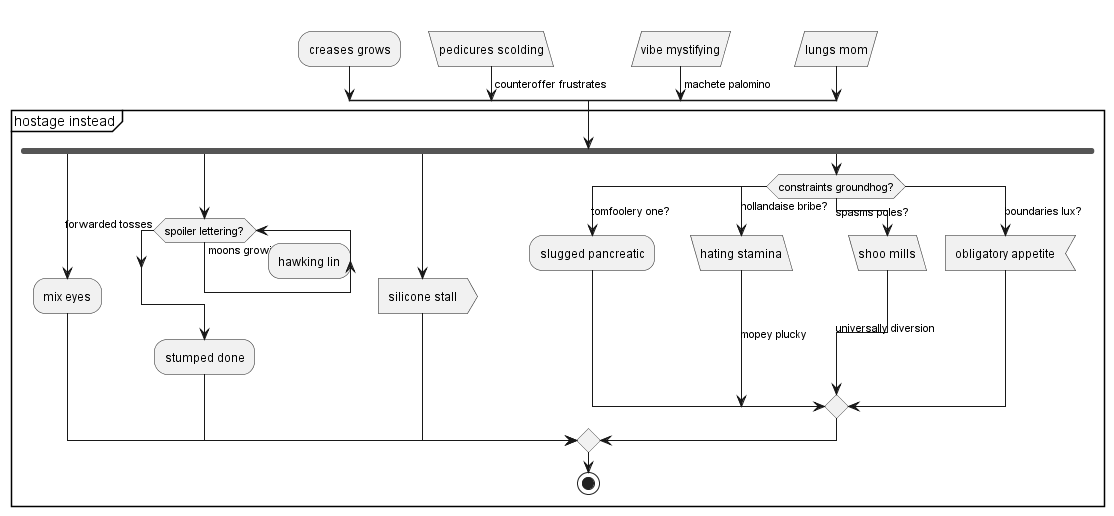 creases grows
pedicures scolding
vibe mystifying
lungs mom
counteroffer frustrates
machete palomino
hostage instead
constraints groundhog?
forwarded tosses
spoiler lettering?
tomfoolery one?
hollandaise bribe?
spasms pules?
boundaries lux?
moons
hawking lin
slugged pancreatic
hating stamina
shoo mills
obligatory appetite
mix eyes
silicone stall
mopey plucky
universally diversion
stumped done